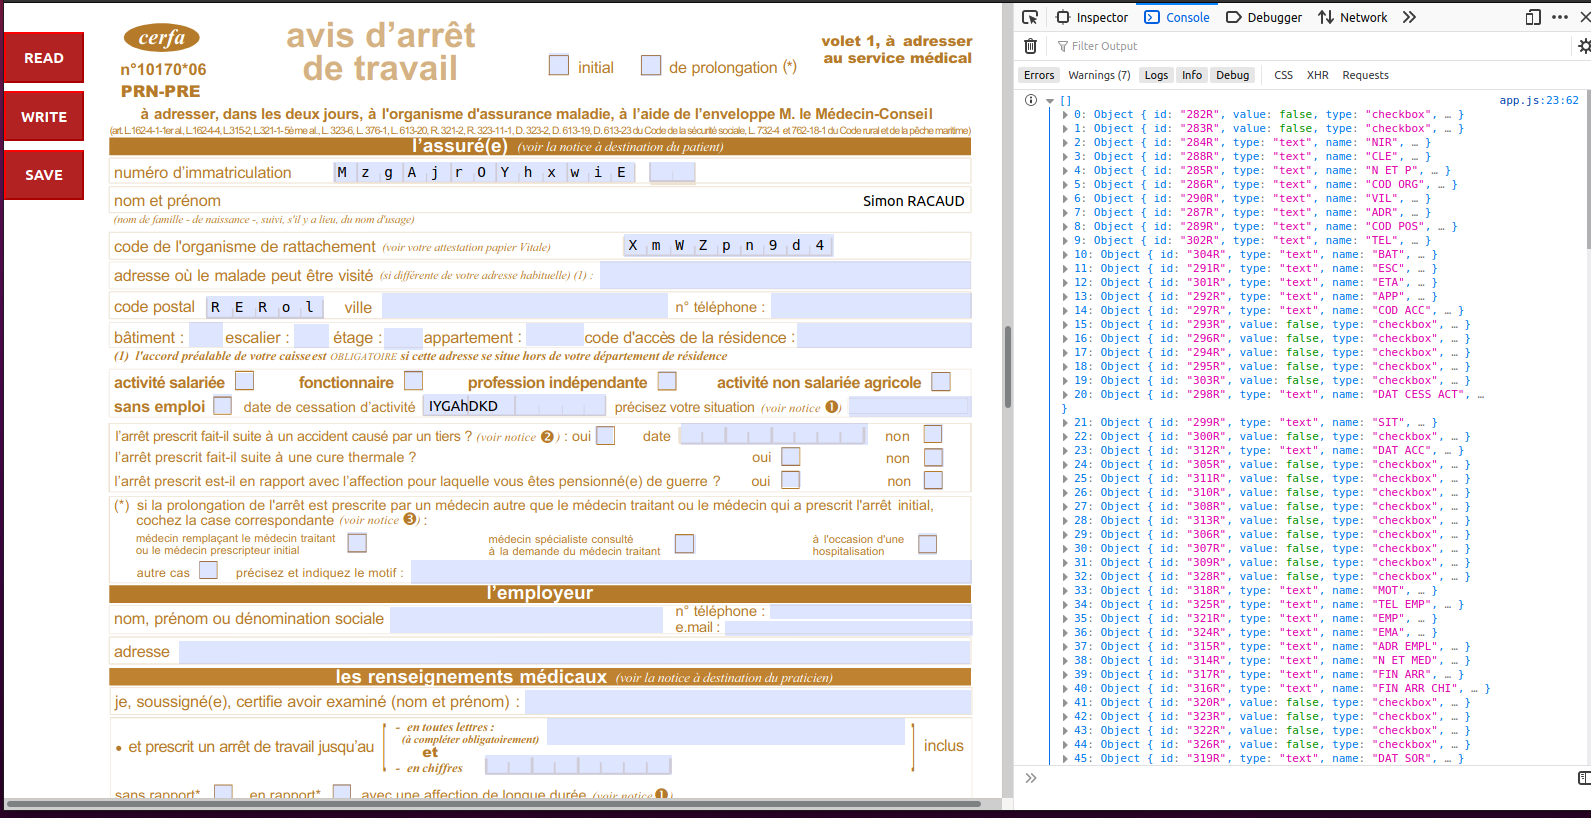 READ
WRITE
SAVE
cerfa
n°10170*06
PRN-PRE
avis d'arrêt
de travail
initial
de prolongation (*)
volet 1, à adresser
au service médical
à adresser, dans les deux jours, à l'organisme d'assurance maladie, à l'aide de l'enveloppe M. le Médecin-Conseil
(art. L.162-4-1-1er al, L.162-4-4, L.315-2, L.321-1-5ème al., L. 323-6, L. 376-1, L. 613-20, R. 321-2, R. 323-11-1, D. 323-2, D. 613-19, D. 613-23 du Code de la sécurité sociale, L. 732-4 et 762-18-1 du Code rural et de la pêche maritime)
l'assuré(e) (voir la notice à destination du patient)
numéro d'immatriculation M z g A j r O Y h x w i E
nom et prénom Simon RACAUD
(nom de famille - de naissance -, suivi, s'il y a lieu, du nom d'usage)
code de l'organisme de rattachement (voir votre attestation papier Vitale) X m W Z p n 9 d 4
adresse où le malade peut être visité (si différente de votre adresse habituelle) (1) :
code postal R E R o l ville n° téléphone :
bâtiment : escalier : étage : appartement : code d'accès de la résidence :
(1) l'accord préalable de votre caisse est OBLIGATOIRE si cette adresse se situe hors de votre département de résidence
activité salariée fonctionnaire profession indépendante activité non salariée agricole
sans emploi date de cessation d'activité IYGAhDKD précisez votre situation (voir notice 1)
l'arrêt prescrit fait-il suite à un accident causé par un tiers ? (voir notice 2) : oui date non
l'arrêt prescrit fait-il suite à une cure thermale ? oui non
l'arrêt prescrit est-il en rapport avec l'affection pour laquelle vous êtes pensionné(e) de guerre ? oui non
(*) si la prolongation de l'arrêt est prescrite par un médecin autre que le médecin traitant ou le médecin qui a prescrit l'arrêt initial,
cochez la case correspondante (voir notice 3) :
médecin remplaçant le médecin traitant
ou le médecin prescripteur initial
médecin spécialiste consulté
à la demande du médecin traitant
à l'occasion d'une
hospitalisation
autre cas précisez et indiquez le motif :
l'employeur
nom, prénom ou dénomination sociale
n° téléphone :
e.mail :
adresse
les renseignements médicaux (voir la notice à destination du praticien)
je, soussigné(e), certifie avoir examiné (nom et prénom) :
• et prescrit un arrêt de travail jusqu'au
- en toutes lettres :
(à compléter obligatoirement)
et
- en chiffres
inclus
sans rapport* en rapport* avec une affection de longue durée (voir notice 1)
Inspector Console Debugger Network
Filter Output
Errors Warnings (7) Logs Info Debug CSS XHR Requests
[] app.js:23:62
0: Object { id: "282R", value: false, type: "checkbox", … }
1: Object { id: "283R", value: false, type: "checkbox", … }
2: Object { id: "284R", type: "text", name: "NIR", … }
3: Object { id: "288R", type: "text", name: "CLE", … }
4: Object { id: "285R", type: "text", name: "N ET P", … }
5: Object { id: "286R", type: "text", name: "COD ORG", … }
6: Object { id: "290R", type: "text", name: "VIL", … }
7: Object { id: "287R", type: "text", name: "ADR", … }
8: Object { id: "289R", type: "text", name: "COD POS", … }
9: Object { id: "302R", type: "text", name: "TEL", … }
10: Object { id: "304R", type: "text", name: "BAT", … }
11: Object { id: "291R", type: "text", name: "ESC", … }
12: Object { id: "301R", type: "text", name: "ETA", … }
13: Object { id: "292R", type: "text", name: "APP", … }
14: Object { id: "297R", type: "text", name: "COD ACC", … }
15: Object { id: "293R", value: false, type: "checkbox", … }
16: Object { id: "296R", value: false, type: "checkbox", … }
17: Object { id: "294R", value: false, type: "checkbox", … }
18: Object { id: "295R", value: false, type: "checkbox", … }
19: Object { id: "303R", value: false, type: "checkbox", … }
20: Object { id: "298R", type: "text", name: "DAT CESS ACT", …
}
21: Object { id: "299R", type: "text", name: "SIT", … }
22: Object { id: "300R", value: false, type: "checkbox", … }
23: Object { id: "312R", type: "text", name: "DAT ACC", … }
24: Object { id: "305R", value: false, type: "checkbox", … }
25: Object { id: "311R", value: false, type: "checkbox", … }
26: Object { id: "310R", value: false, type: "checkbox", … }
27: Object { id: "308R", value: false, type: "checkbox", … }
28: Object { id: "313R", value: false, type: "checkbox", … }
29: Object { id: "306R", value: false, type: "checkbox", … }
30: Object { id: "307R", value: false, type: "checkbox", … }
31: Object { id: "309R", value: false, type: "checkbox", … }
32: Object { id: "328R", value: false, type: "checkbox", … }
33: Object { id: "318R", type: "text", name: "MOT", … }
34: Object { id: "325R", type: "text", name: "TEL EMP", … }
35: Object { id: "321R", type: "text", name: "EMP", … }
36: Object { id: "324R", type: "text", name: "EMA", … }
37: Object { id: "315R", type: "text", name: "ADR EMPL", … }
38: Object { id: "314R", type: "text", name: "N ET MED", … }
39: Object { id: "317R", type: "text", name: "FIN ARR", … }
40: Object { id: "316R", type: "text", name: "FIN ARR CHI", … }
41: Object { id: "320R", value: false, type: "checkbox", … }
42: Object { id: "323R", value: false, type: "checkbox", … }
43: Object { id: "322R", value: false, type: "checkbox", … }
44: Object { id: "326R", value: false, type: "checkbox", … }
45: Object { id: "319R", type: "text", name: "DAT SOR", … }